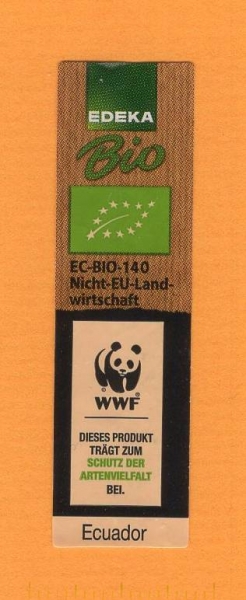 EDEKA
Bio
EC-BIO-140
Nicht-EU-Land-
wirtschaft
WWF
DIESES PRODUKT
TRÄGT ZUM
SCHUTZ DER
ARTENVIELFALT
BEI.
Ecuador